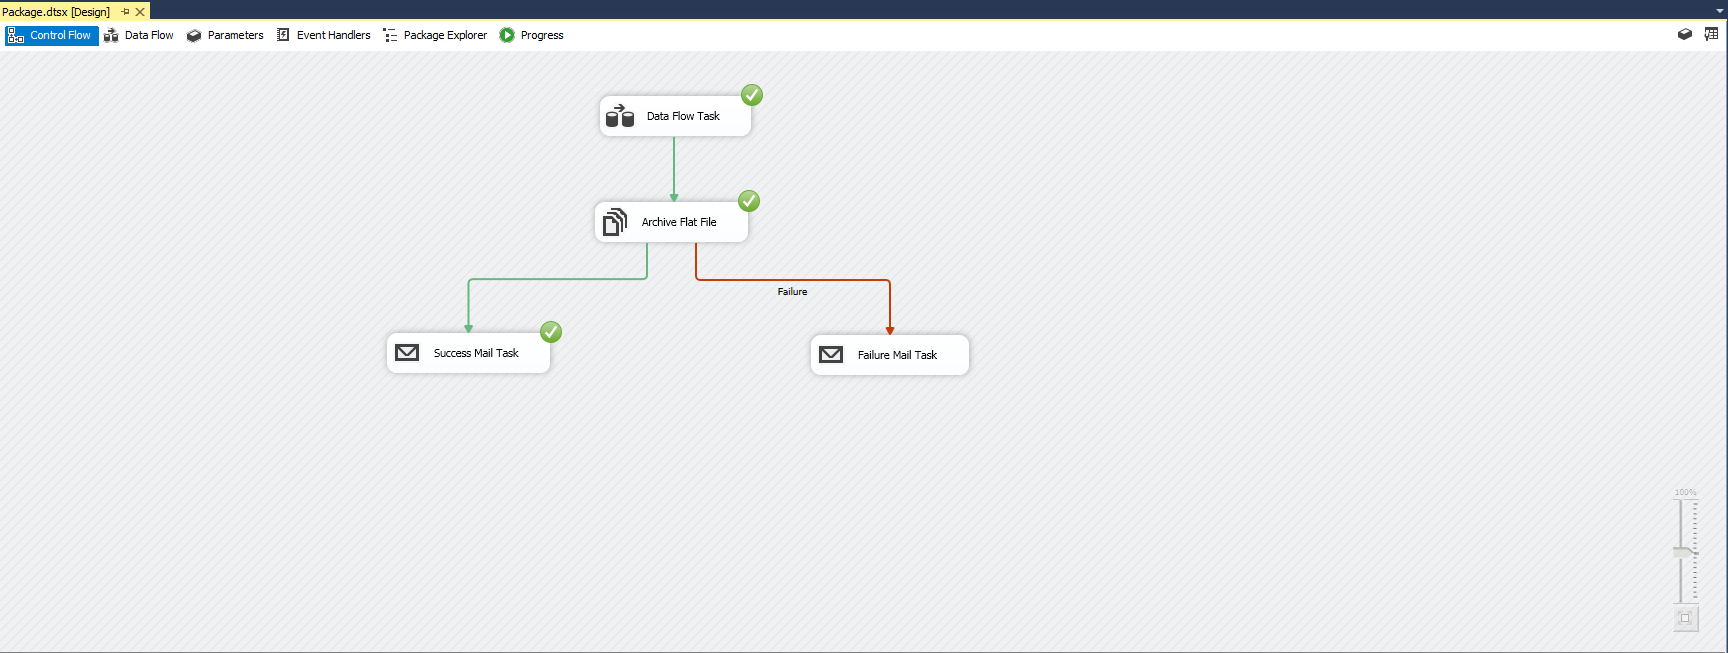 Package.dtsx [Design]
Control Flow Data Flow Parameters Event Handlers Package Explorer Progress
Data Flow Task
Archive Flat File
Failure
Success Mail Task
Failure Mail Task
100%